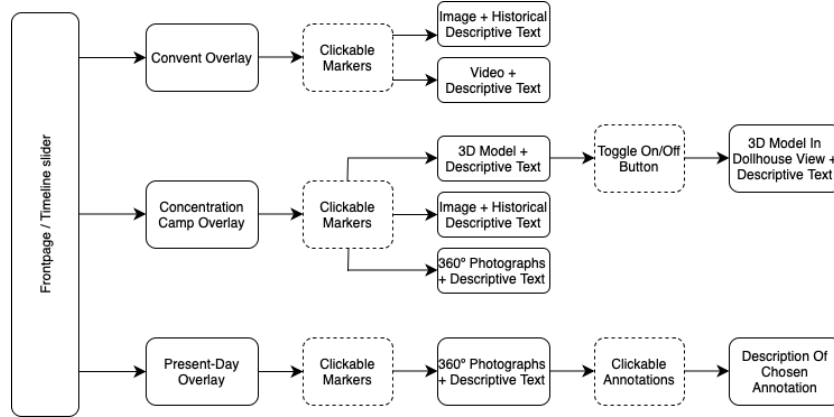 Frontpage / Timeline slider
Convent Overlay
Clickable
Markers
Image + Historical
Descriptive Text
Video +
Descriptive Text
Concentration
Camp Overlay
Clickable
Markers
3D Model +
Descriptive Text
Toggle On/Off
Button
3D Model In
Dollhouse View +
Descriptive Text
Image + Historical
Descriptive Text
360º Photographs
+ Descriptive Text
Present-Day
Overlay
Clickable
Markers
360º Photographs
+ Descriptive Text
Clickable
Annotations
Description Of
Chosen
Annotation